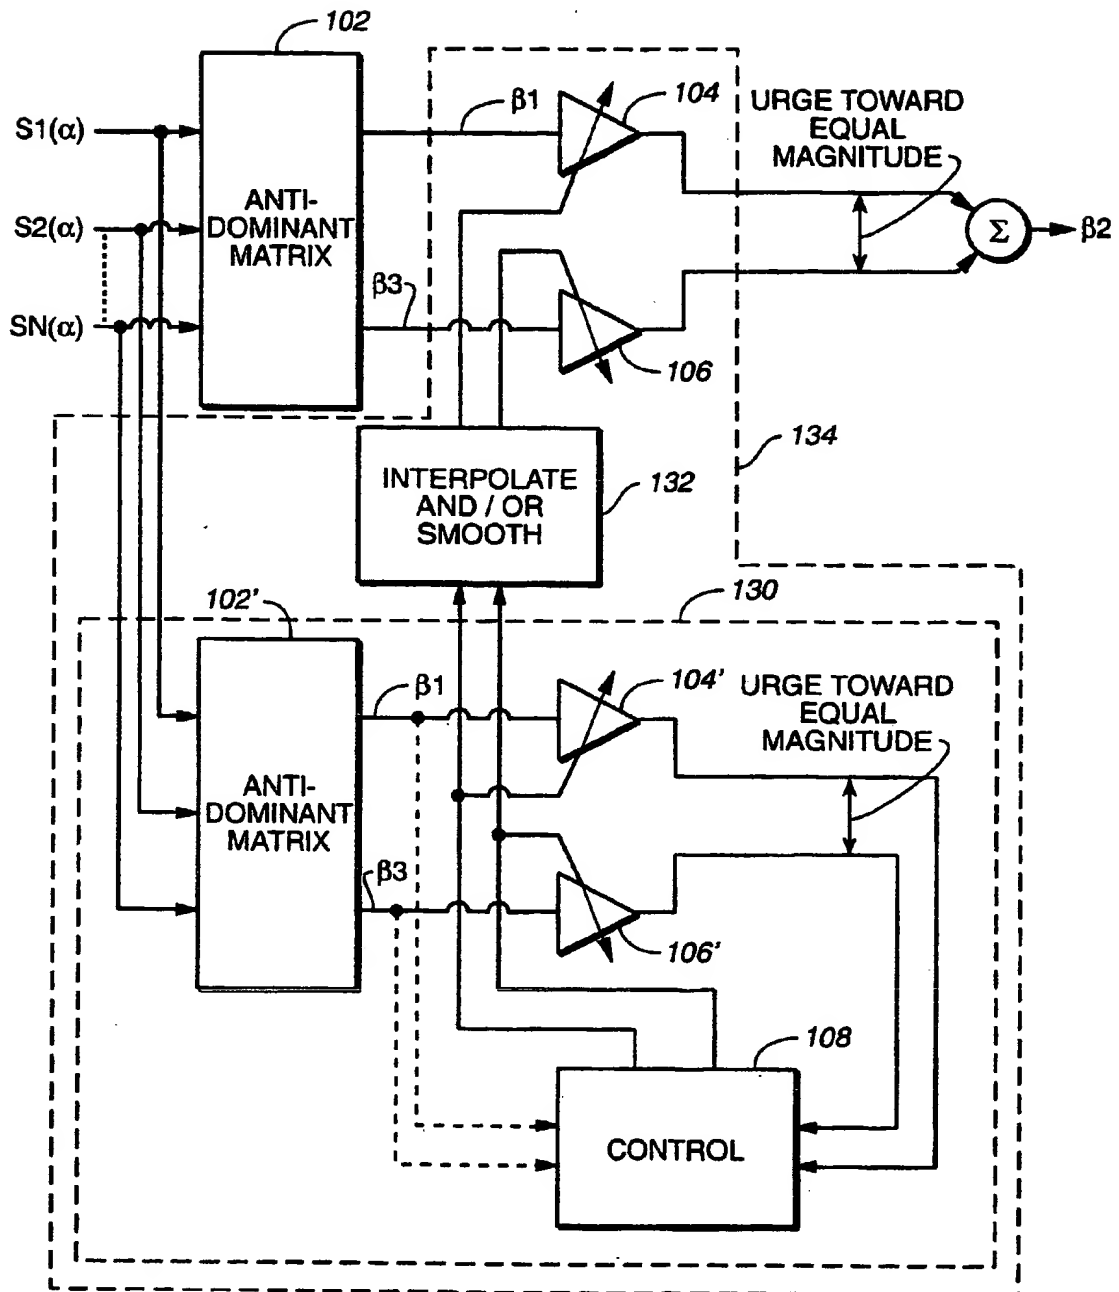 102
S1(α)
S2(α)
SN(α)
ANTI-
DOMINANT
MATRIX
β1
104
URGE TOWARD
EQUAL
MAGNITUDE
Σ
β2
β3
106
134
INTERPOLATE
AND / OR
SMOOTH
132
102'
130
β1
104'
URGE TOWARD
EQUAL
MAGNITUDE
ANTI-
DOMINANT
MATRIX
β3
106'
108
CONTROL